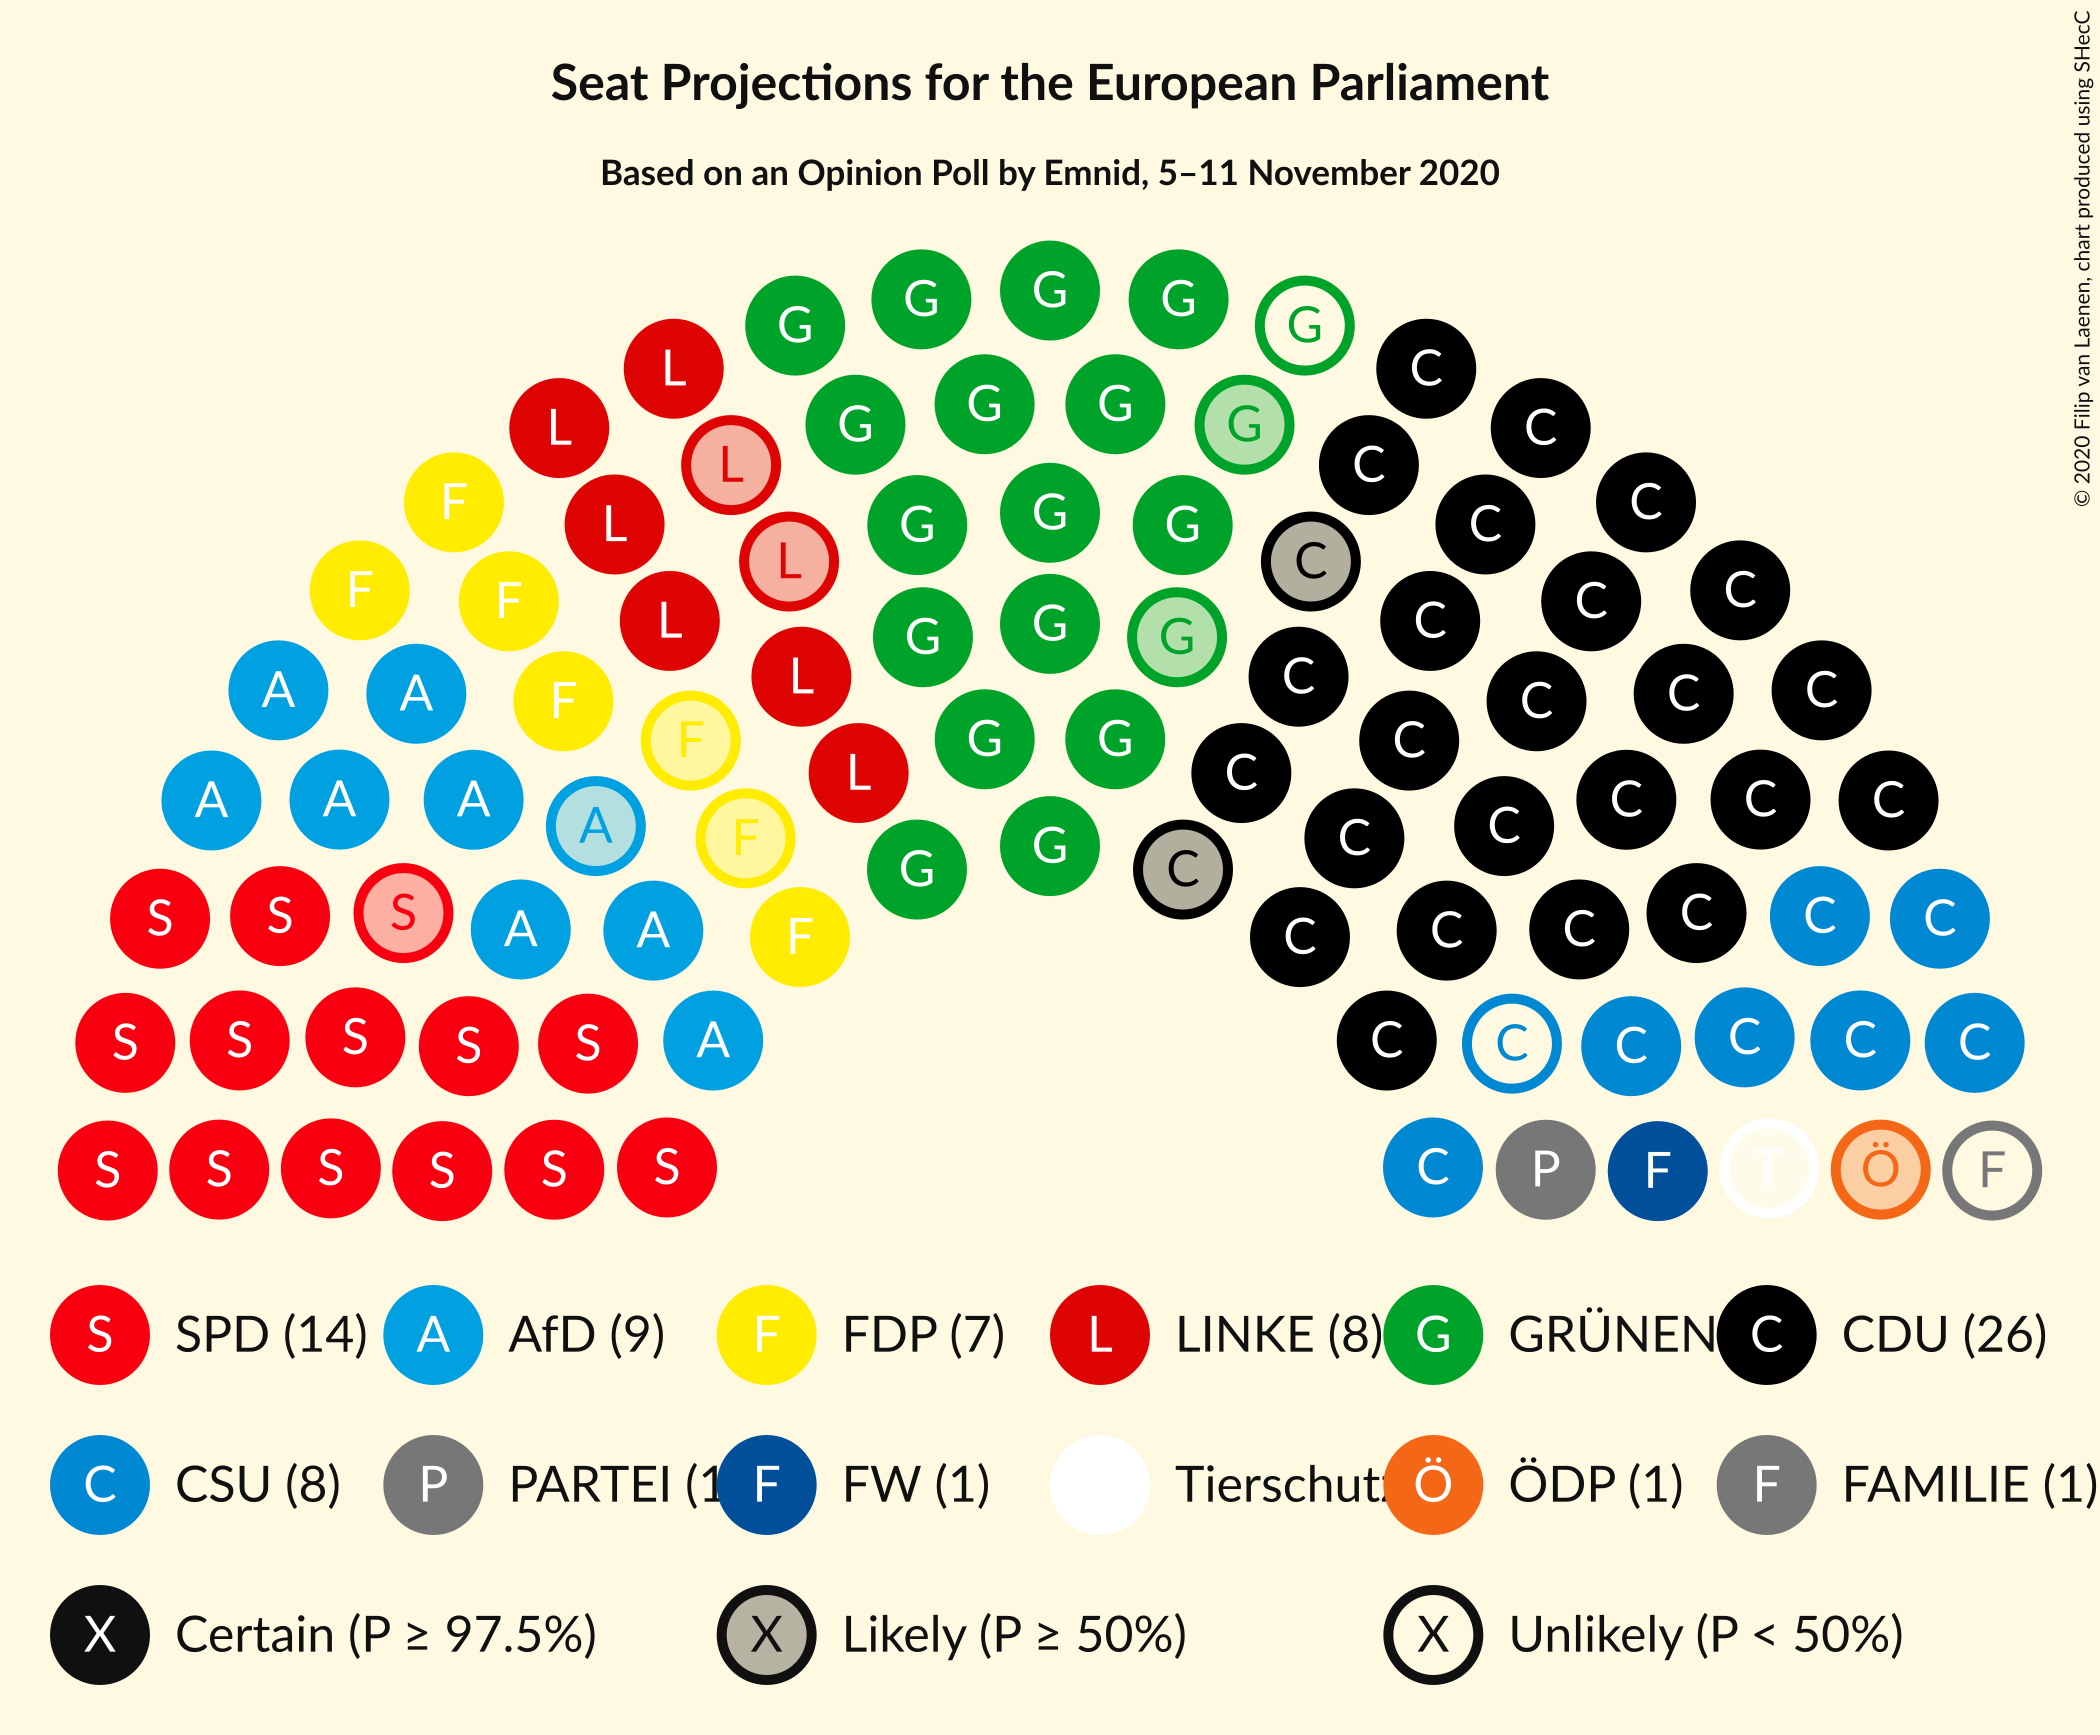 Seat Projections for the European Parliament
Based on an Opinion Poll by Emnid, 5–11 November 2020
© 2020 Filip van Laenen, chart produced using SHecC
G G G G G
L G G G G C
L L G G G C C
F L L G G G C C C
F F L L G G C C C C
A A F F L G G C C C C C C
A A A A F F C C C C C C
S S S A A F C C C C C C
S S S S S A C C C C C C
S S S S S S C P F T Ö F
S SPD (14) A AfD (9) F FDP (7) L LINKE (8) G GRÜNEN C CDU (26)
C CSU (8) P PARTEI (1 F FW (1) Tierschutz Ö ÖDP (1) F FAMILIE (1)
X Certain (P ≥ 97.5%) X Likely (P ≥ 50%) X Unlikely (P < 50%)